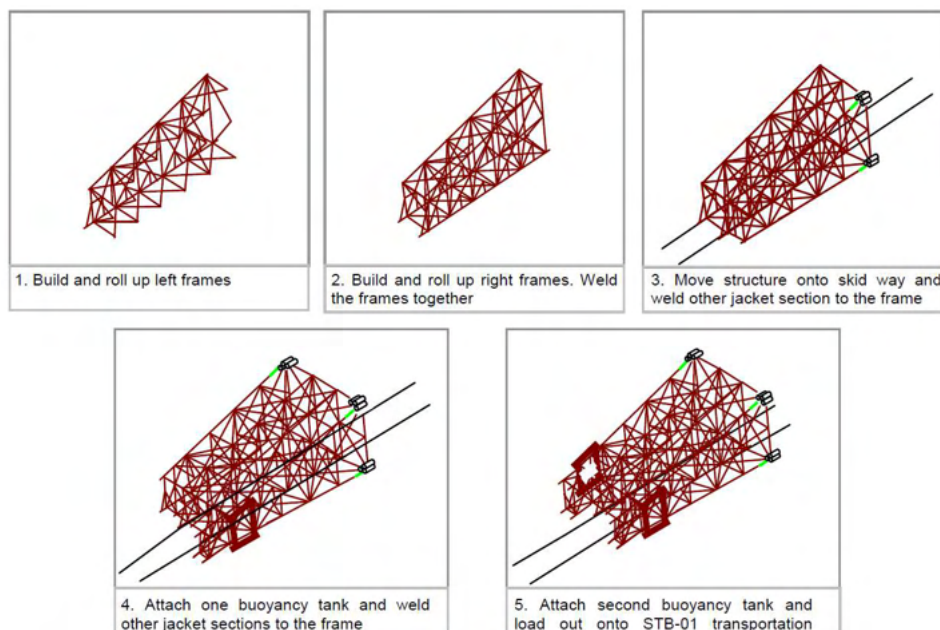 1. Build and roll up left frames
2. Build and roll up right frames. Weld
the frames together
3. Move structure onto skid way and
weld other jacket section to the frame
4. Attach one buoyancy tank and weld
other jacket sections to the frame
5. Attach second buoyancy tank and
load out onto STB-01 transportation